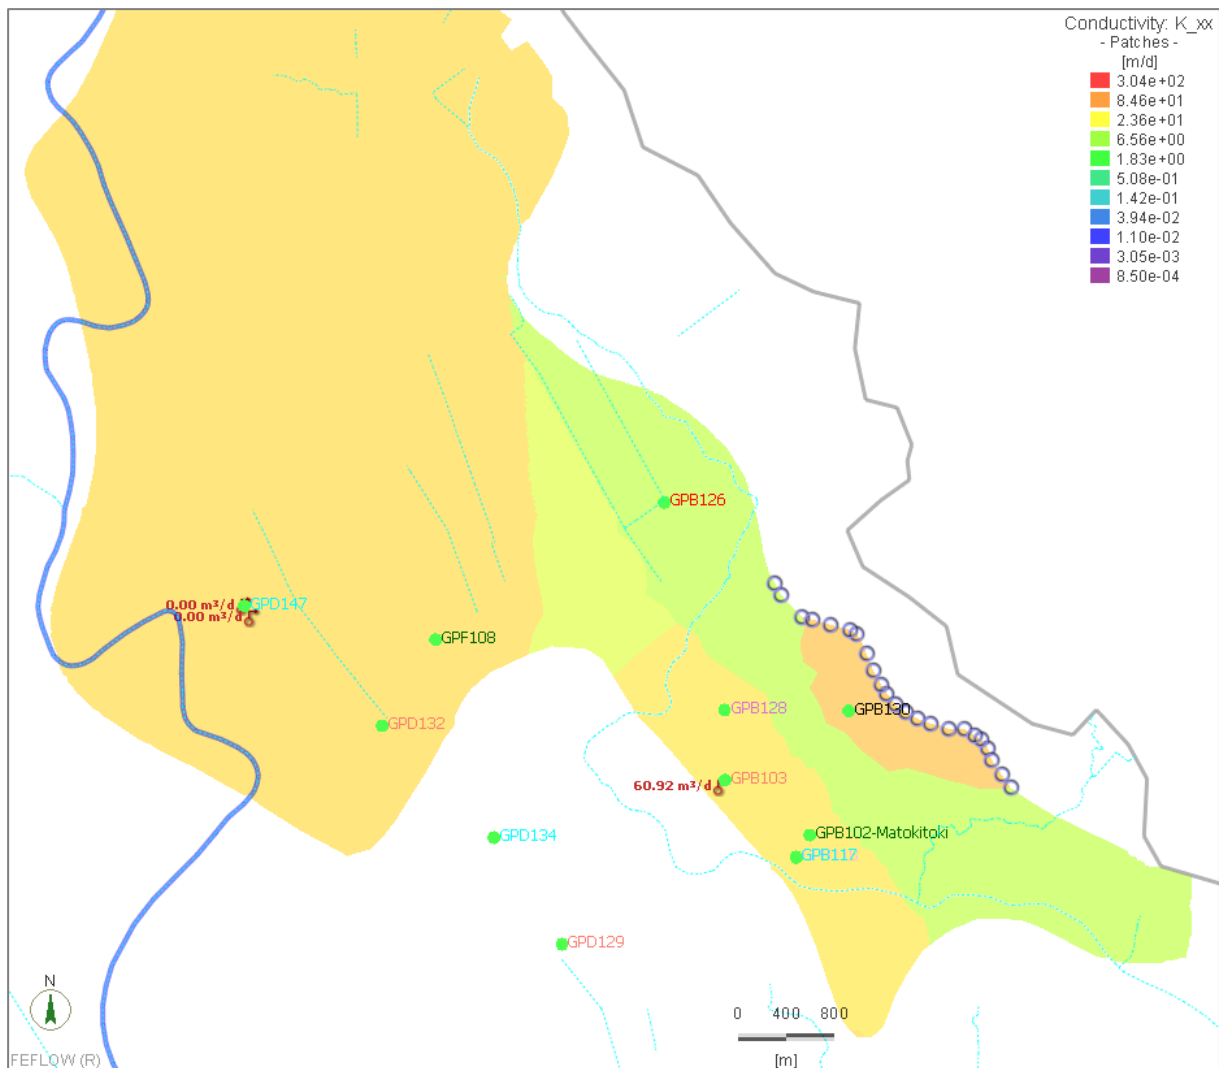 Conductivity: K_xx
- Patches -
[m/d]
3.04e+02
8.46e+01
2.36e+01
6.56e+00
1.83e+00
5.08e-01
1.42e-01
3.94e-02
1.10e-02
3.05e-03
8.50e-04
GPB126
0.00 m³/d
GPD147
0.00 m³/d
GPF108
GPB128
GPB130
GPD132
60.92 m³/d
GPB103
GPD134
GPB102-Matokitoki
GPB117
GPD129
N
0 400 800
[m]
FEFLOW (R)